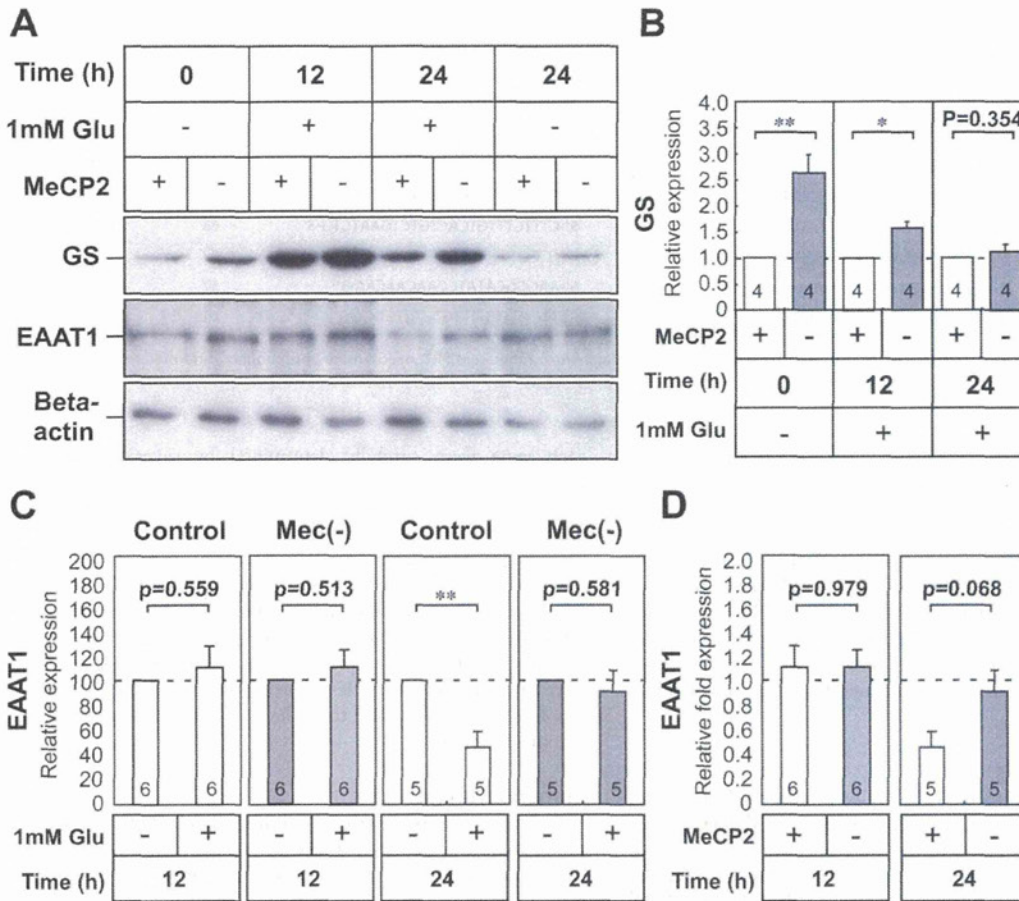 A
Time (h) 0 12 24 24
1mM Glu - + + -
MeCP2 + - + - + - + -
GS
EAAT1
Beta-
actin
B
GS
Relative expression
4.0
3.5
3.0
2.5
2.0
1.5
1.0
0.5
0
** * P=0.354
4 4 4 4 4 4
MeCP2 + - + - + -
Time (h) 0 12 24
1mM Glu - + +
C
Control Mec(-) Control Mec(-)
EAAT1
Relative expression
200
180
160
140
120
100
80
60
40
20
0
p=0.559 p=0.513 ** p=0.581
6 6 6 6 5 5 5 5
1mM Glu - + - + - + - +
Time (h) 12 12 24 24
D
EAAT1
Relative fold expression
2.0
1.8
1.6
1.4
1.2
1.0
0.8
0.6
0.4
0.2
0
p=0.979 p=0.068
6 6 5 5
MeCP2 + - + -
Time (h) 12 24